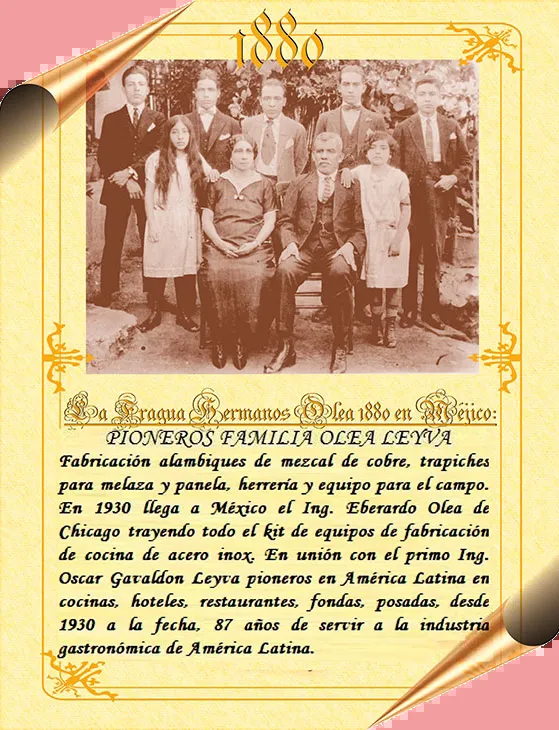 1880
La Fragua Hermanos Olea 1880 en Méjico:
PIONEROS FAMILIA OLEA LEYVA
Fabricación alambiques de mezcal de cobre, trapiches
para melaza y panela, herrería y equipo para el campo.
En 1930 llega a México el Ing. Eberardo Olea de
Chicago trayendo todo el kit de equipos de fabricación
de cocina de acero inox. En unión con el primo Ing.
Oscar Gavaldon Leyva pioneros en América Latina en
cocinas, hoteles, restaurantes, fondas, posadas, desde
1930 a la fecha, 87 años de servir a la industria
gastronómica de América Latina.